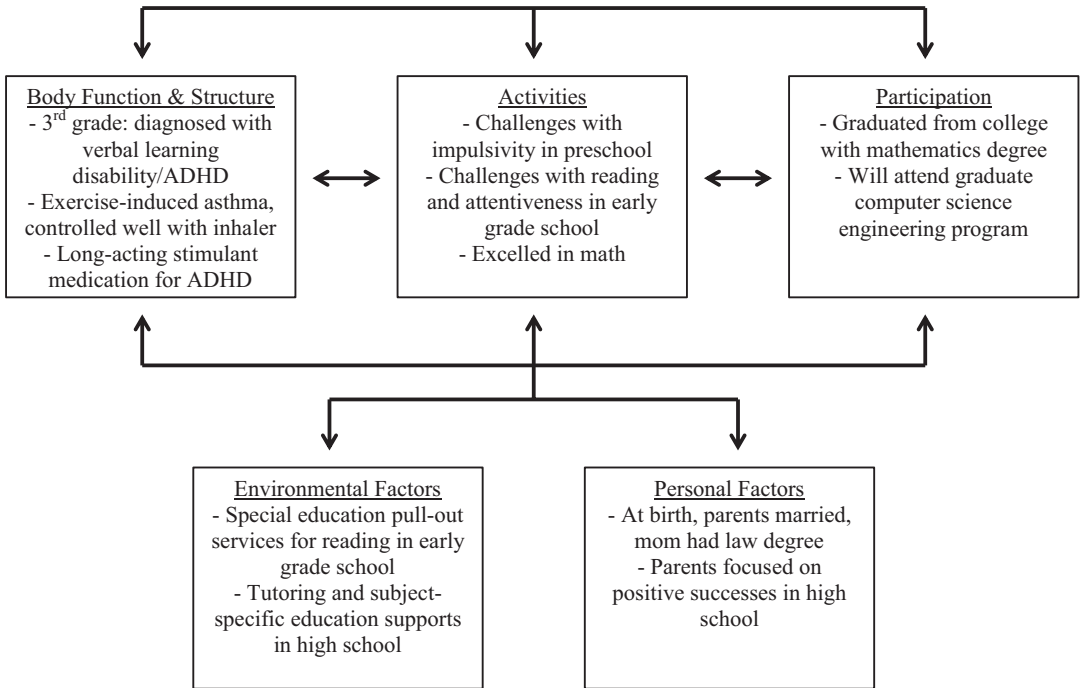 Body Function & Structure
- 3rd grade: diagnosed with
verbal learning
disability/ADHD
- Exercise-induced asthma,
controlled well with inhaler
- Long-acting stimulant
medication for ADHD
Activities
- Challenges with
impulsivity in preschool
- Challenges with reading
and attentiveness in early
grade school
- Excelled in math
Participation
- Graduated from college
with mathematics degree
- Will attend graduate
computer science
engineering program
Environmental Factors
- Special education pull-out
services for reading in early
grade school
- Tutoring and subject-
specific education supports
in high school
Personal Factors
- At birth, parents married,
mom had law degree
- Parents focused on
positive successes in high
school